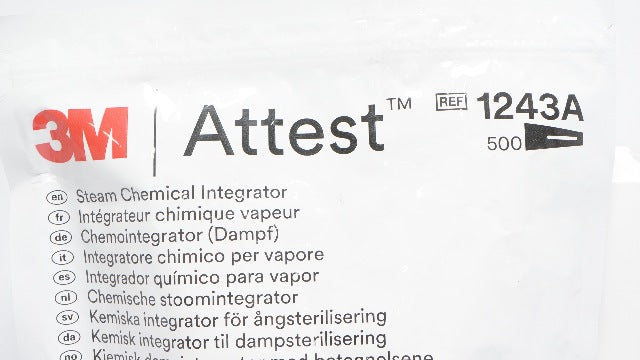 3M Attest™ REF 1243A
500
en Steam Chemical Integrator
fr Intégrateur chimique vapeur
de Chemointegrator (Dampf)
it Integratore chimico per vapore
es Integrador químico para vapor
nl Chemische stoomintegrator
sv Kemiska integrator för ångsterilisering
da Kemisk integrator til dampsterilisering
no Kjemisk